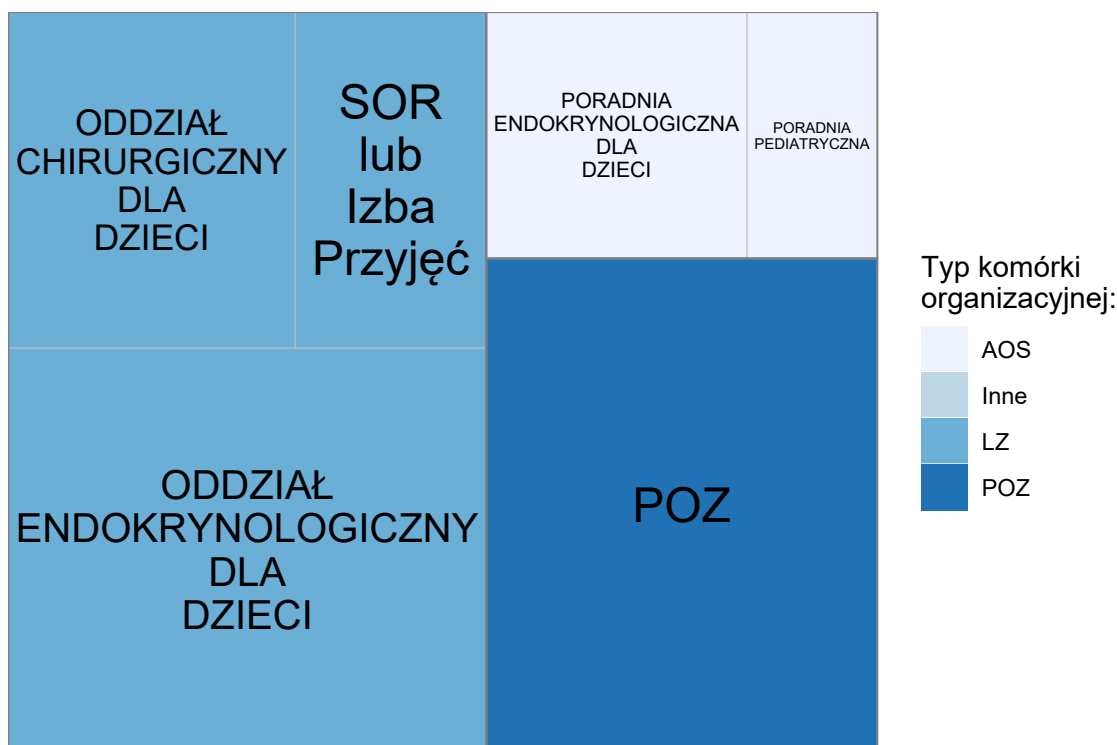 ODDZIAŁ
CHIRURGICZNY
DLA
DZIECI
SOR
lub
Izba
Przyjęć
PORADNIA
ENDOKRYNOLOGICZNA
DLA
DZIECI
PORADNIA
PEDIATRYCZNA
ODDZIAŁ
ENDOKRYNOLOGICZNY
DLA
DZIECI
POZ
Typ komórki
organizacyjnej:
AOS
Inne
LZ
POZ